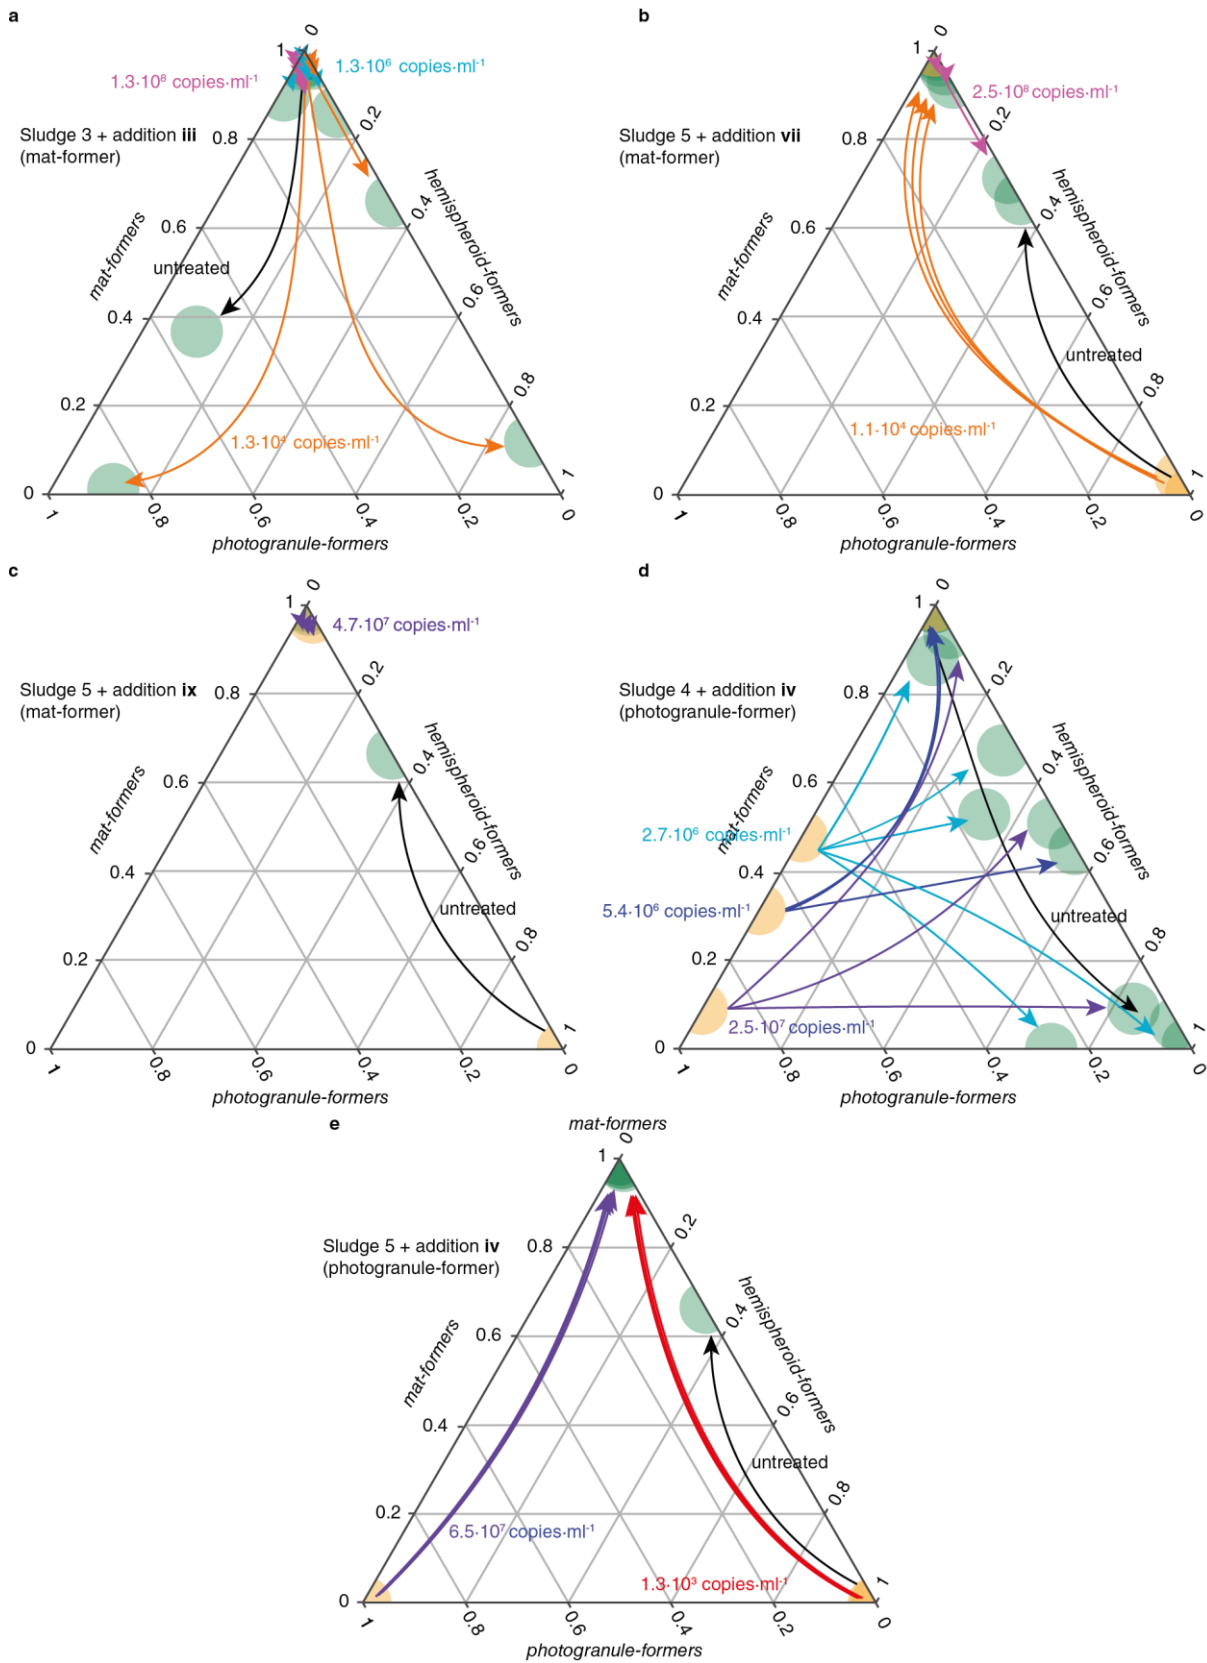 a
0
1
1.3·10⁸ copies·ml⁻¹
1.3·10⁶ copies·ml⁻¹
Sludge 3 + addition iii
(mat-former)
0.8
0.2
mat-formers
hemispheroid-formers
0.6
0.4
untreated
0.4
0.6
0.2
0.8
1.3·10⁴ copies·ml⁻¹
0
1
1
0.8
0.6
0.4
0.2
0
photogranule-formers
b
0
1
2.5·10⁸ copies·ml⁻¹
Sludge 5 + addition vii
(mat-former)
0.8
0.2
mat-formers
hemispheroid-formers
0.6
0.4
0.4
0.6
untreated
0.2
0.8
1.1·10⁴ copies·ml⁻¹
0
1
1
0.8
0.6
0.4
0.2
0
photogranule-formers
c
0
1
4.7·10⁷ copies·ml⁻¹
Sludge 5 + addition ix
(mat-former)
0.8
0.2
mat-formers
hemispheroid-formers
0.6
0.4
0.4
0.6
untreated
0.2
0.8
0
1
1
0.8
0.6
0.4
0.2
0
photogranule-formers
d
0
1
Sludge 4 + addition iv
(photogranule-former)
0.8
0.2
mat-formers
hemispheroid-formers
0.6
0.4
2.7·10⁶ copies·ml⁻¹
0.4
0.6
5.4·10⁶ copies·ml⁻¹
untreated
0.2
0.8
2.5·10⁷ copies·ml⁻¹
0
1
1
0.8
0.6
0.4
0.2
0
photogranule-formers
e
mat-formers
0
1
Sludge 5 + addition iv
(photogranule-former)
0.8
0.2
mat-formers
hemispheroid-formers
0.6
0.4
0.4
0.6
untreated
0.2
0.8
6.5·10⁷ copies·ml⁻¹
1.3·10³ copies·ml⁻¹
0
1
1
0.8
0.6
0.4
0.2
0
photogranule-formers